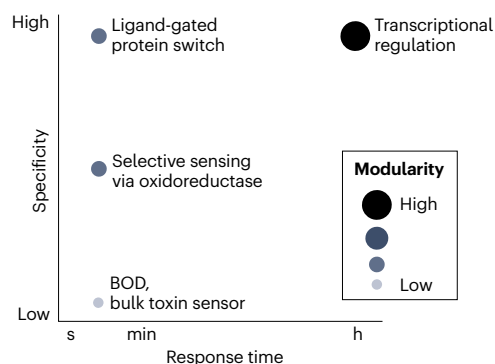 High
Ligand-gated
protein switch
Transcriptional
regulation
Specificity
Selective sensing
via oxidoreductase
Modularity
High
Low
BOD,
bulk toxin sensor
Low
s
min
h
Response time